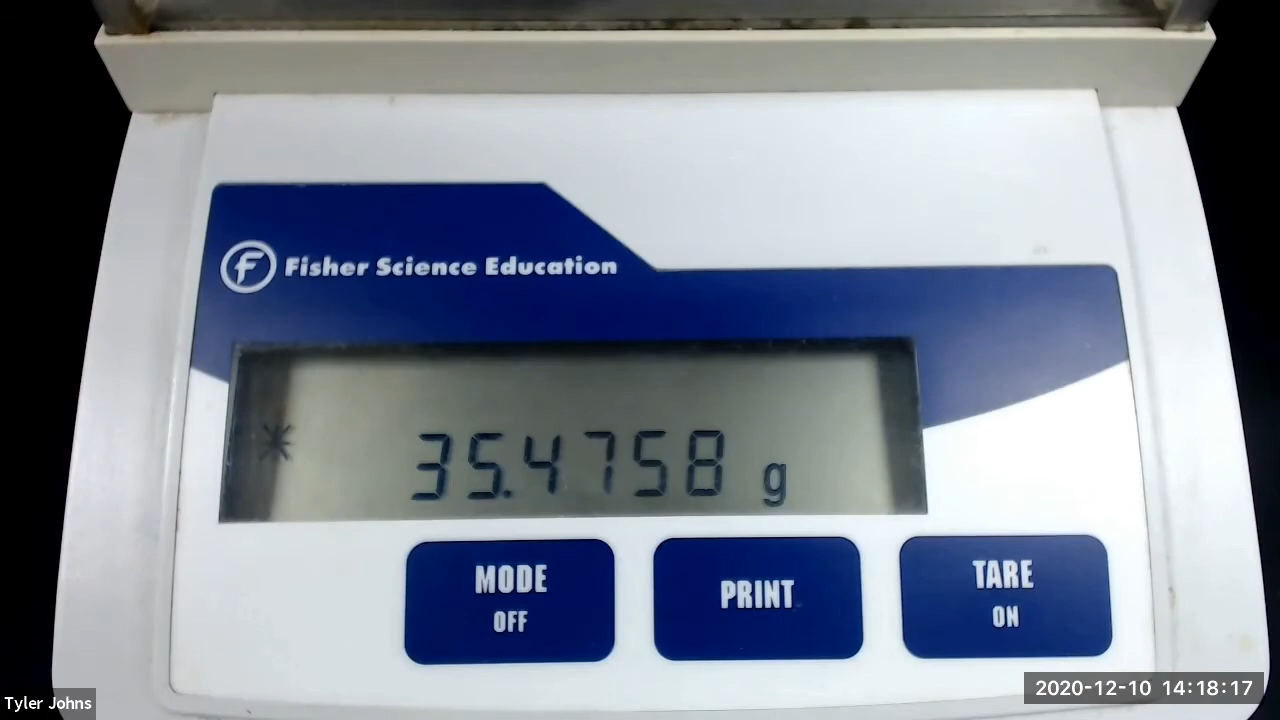 Fisher Science Education
* 35.4758 g
MODE
OFF
PRINT
TARE
ON
Tyler Johns
2020-12-10 14:18:17